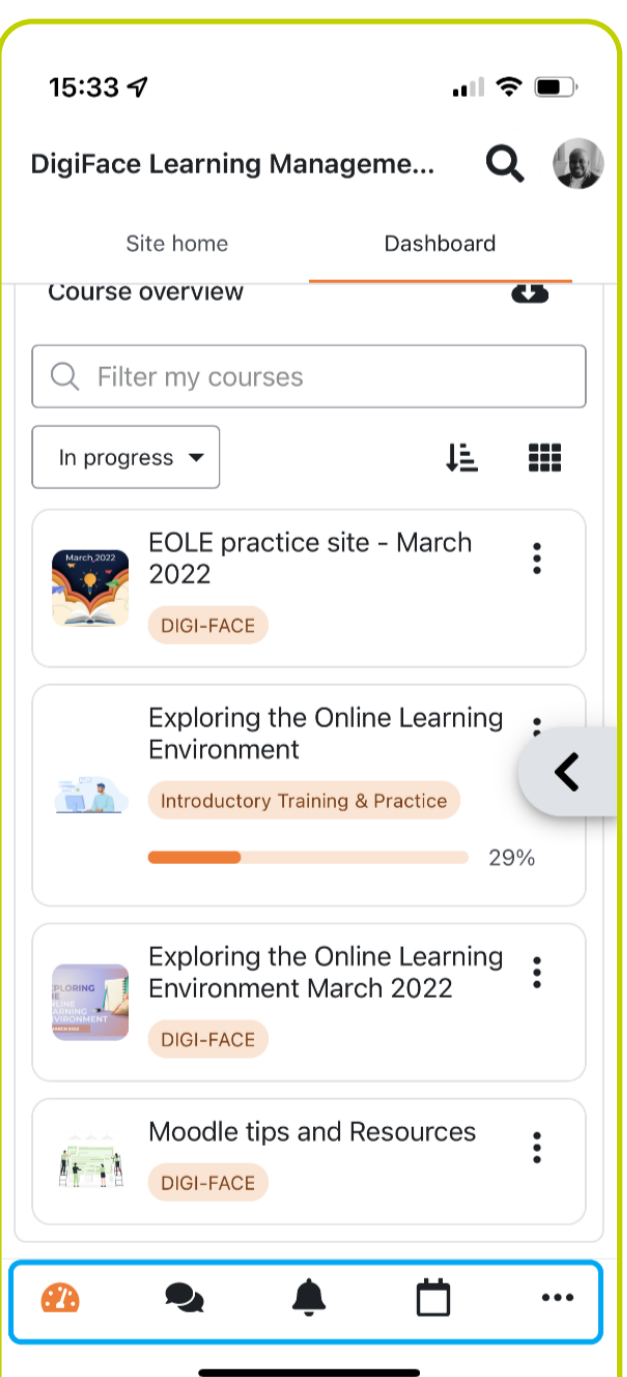 15:33
DigiFace Learning Manageme...
Site home
Dashboard
Course overview
Filter my courses
In progress
March 2022
EOLE practice site - March
2022
DIGI-FACE
Exploring the Online Learning
Environment
Introductory Training & Practice
29%
Exploring the Online Learning
Environment March 2022
DIGI-FACE
Moodle tips and Resources
DIGI-FACE